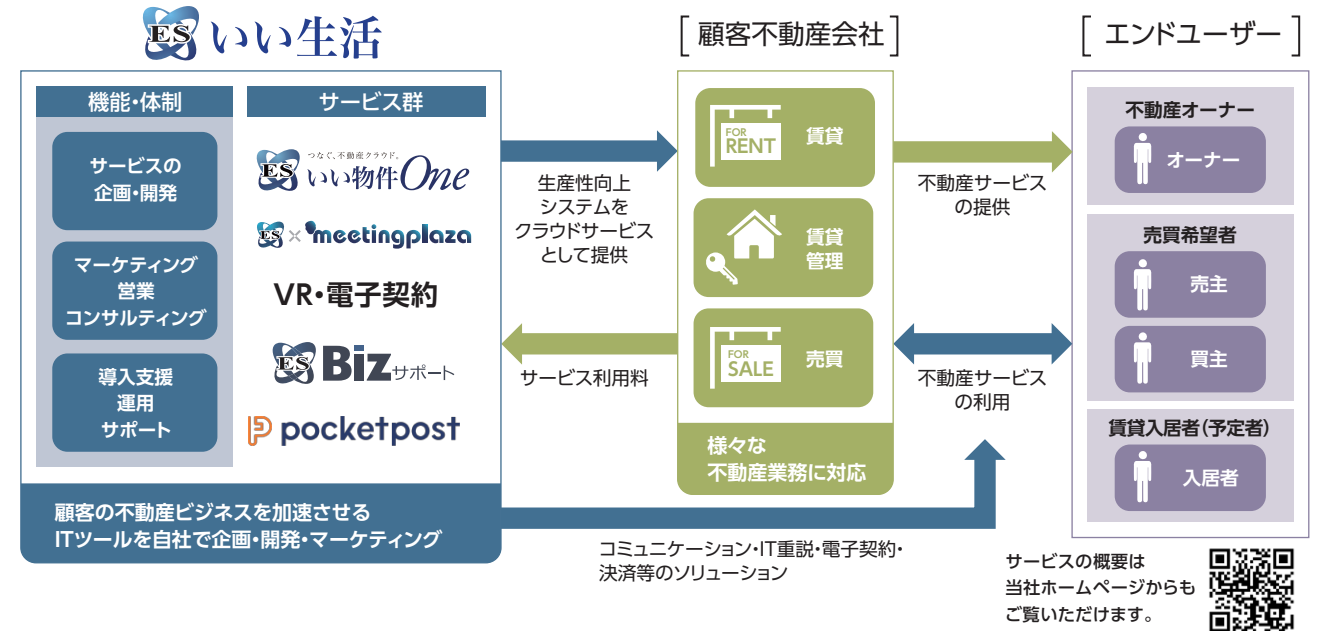 ES いい生活
機能・体制
サービスの
企画・開発
マーケティング
営業
コンサルティング
導入支援
運用
サポート
サービス群
つなぐ、不動産クラウド。
ES いい物件One
ES × meetingplaza
VR・電子契約
ES Bizサポート
pocketpost
顧客の不動産ビジネスを加速させる
ITツールを自社で企画・開発・マーケティング
生産性向上
システムを
クラウドサービス
として提供
サービス利用料
コミュニケーション・IT重説・電子契約・
決済等のソリューション
[ 顧客不動産会社 ]
FOR
RENT
賃貸
賃貸
管理
FOR
SALE
売買
様々な
不動産業務に対応
不動産サービス
の提供
不動産サービス
の利用
[ エンドユーザー ]
不動産オーナー
オーナー
売買希望者
売主
買主
賃貸入居者（予定者）
入居者
サービスの概要は
当社ホームページからも
ご覧いただけます。